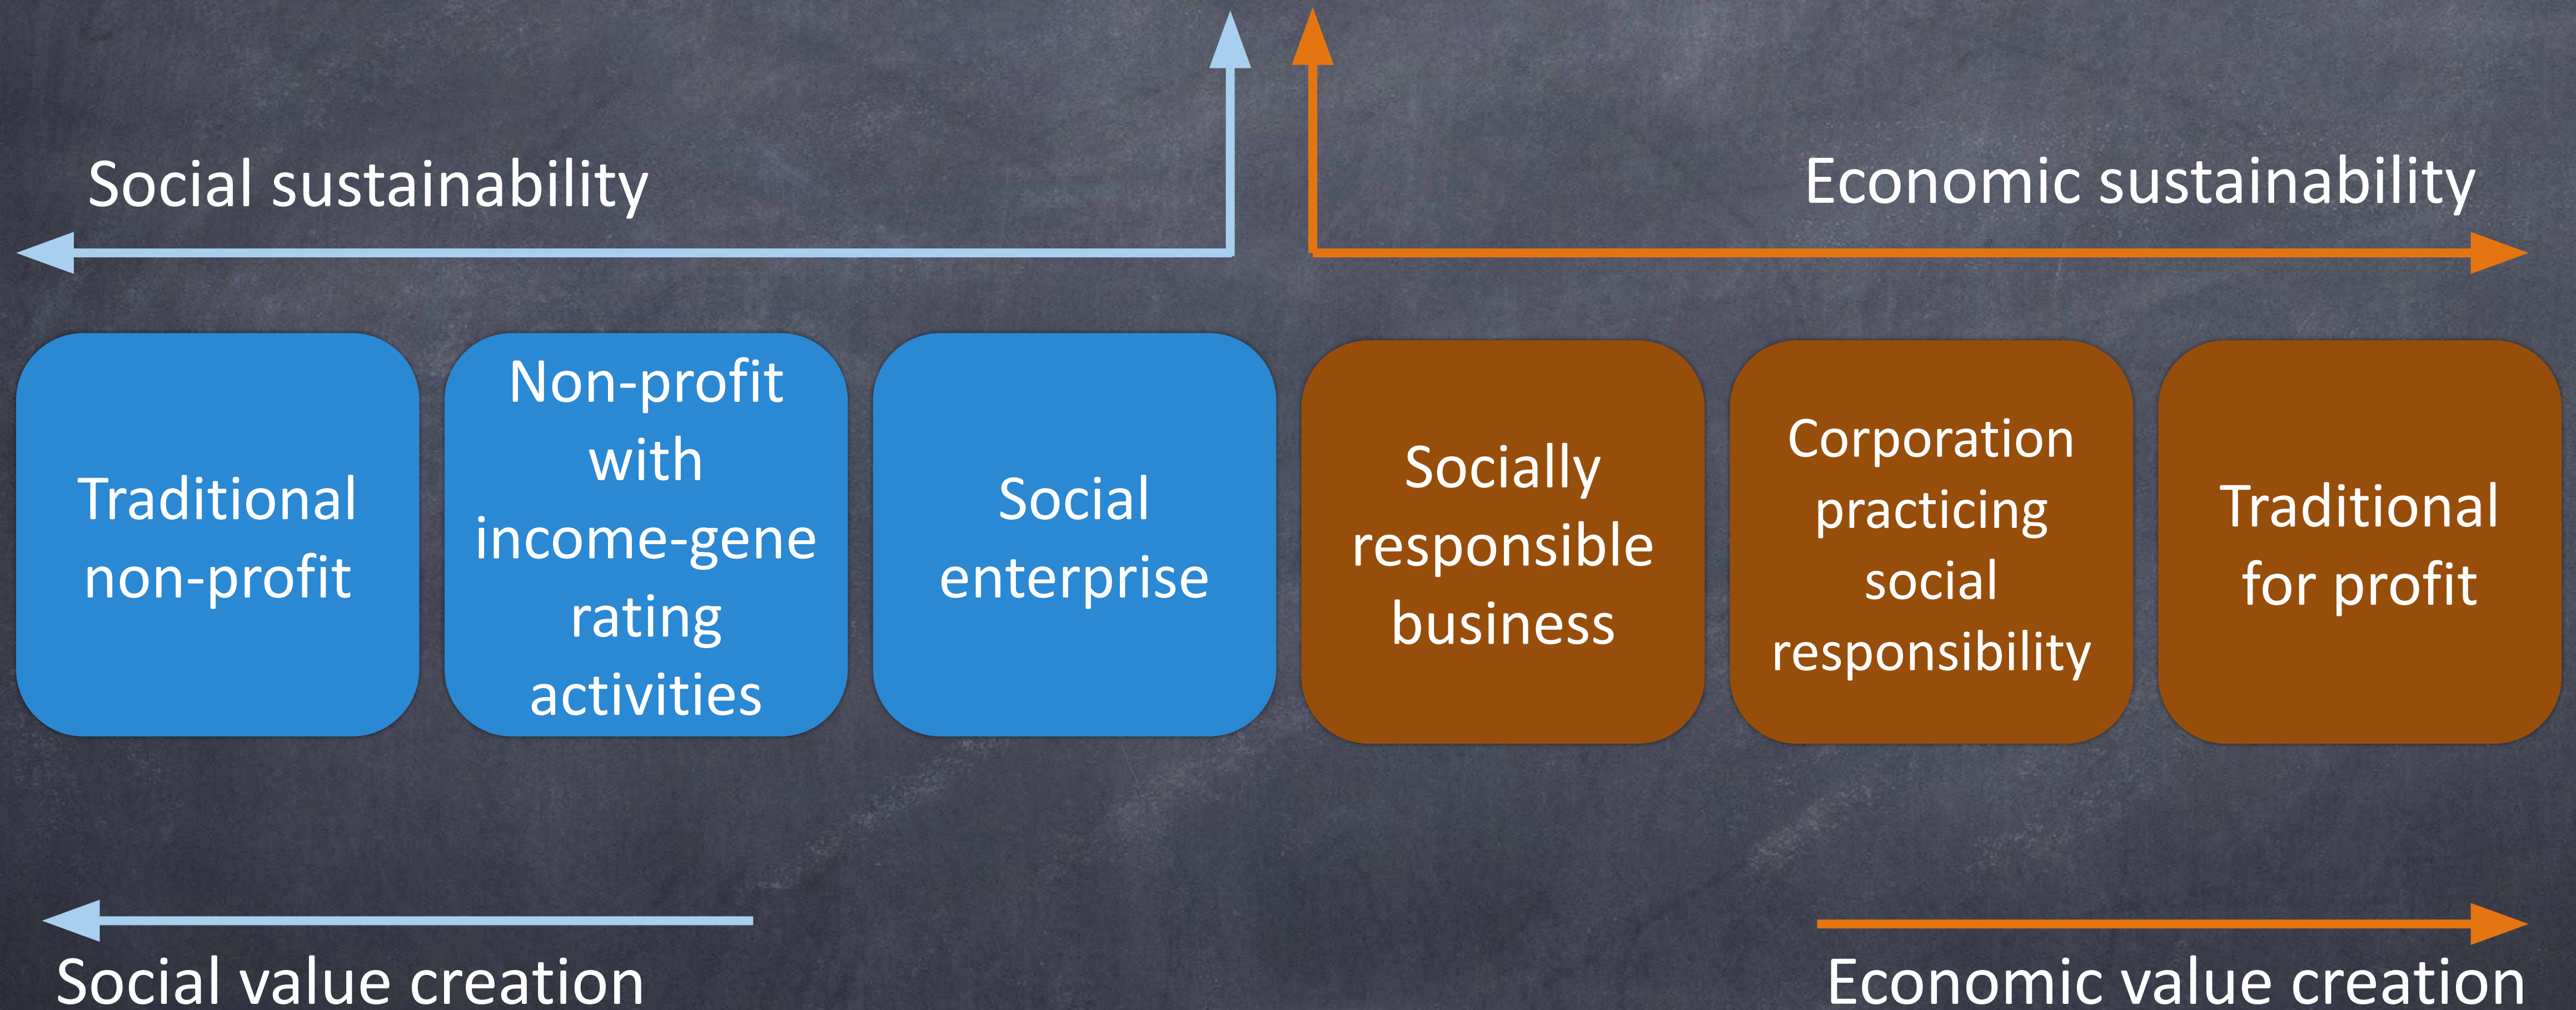 Social sustainability
Economic sustainability
Traditional
non-profit
Non-profit
with
income-gene
rating
activities
Social
enterprise
Socially
responsible
business
Corporation
practicing
social
responsibility
Traditional
for profit
Social value creation
Economic value creation